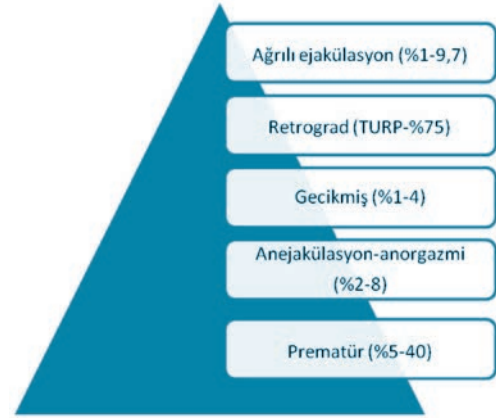 Ağrılı ejakülasyon (%1-9,7)
Retrograd (TURP-%75)
Gecikmiş (%1-4)
Anejakülasyon-anorgazmi
(%2-8)
Prematür (%5-40)